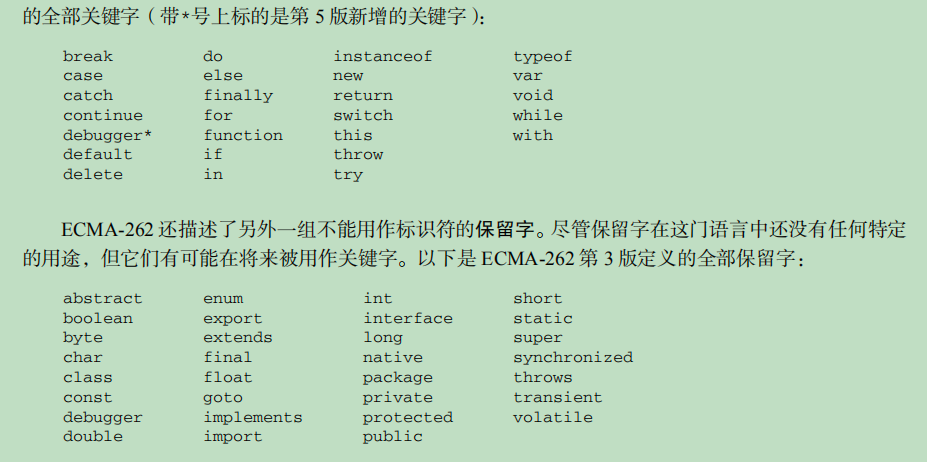 的全部关键字（带*号上标的是第 5 版新增的关键字）：
break do instanceof typeof
case else new var
catch finally return void
continue for switch while
debugger* function this with
default if throw
delete in try
ECMA-262 还描述了另外一组不能用作标识符的保留字。尽管保留字在这门语言中还没有任何特定
的用途，但它们有可能在将来被用作关键字。以下是 ECMA-262 第 3 版定义的全部保留字：
abstract enum int short
boolean export interface static
byte extends long super
char final native synchronized
class float package throws
const goto private transient
debugger implements protected volatile
double import public